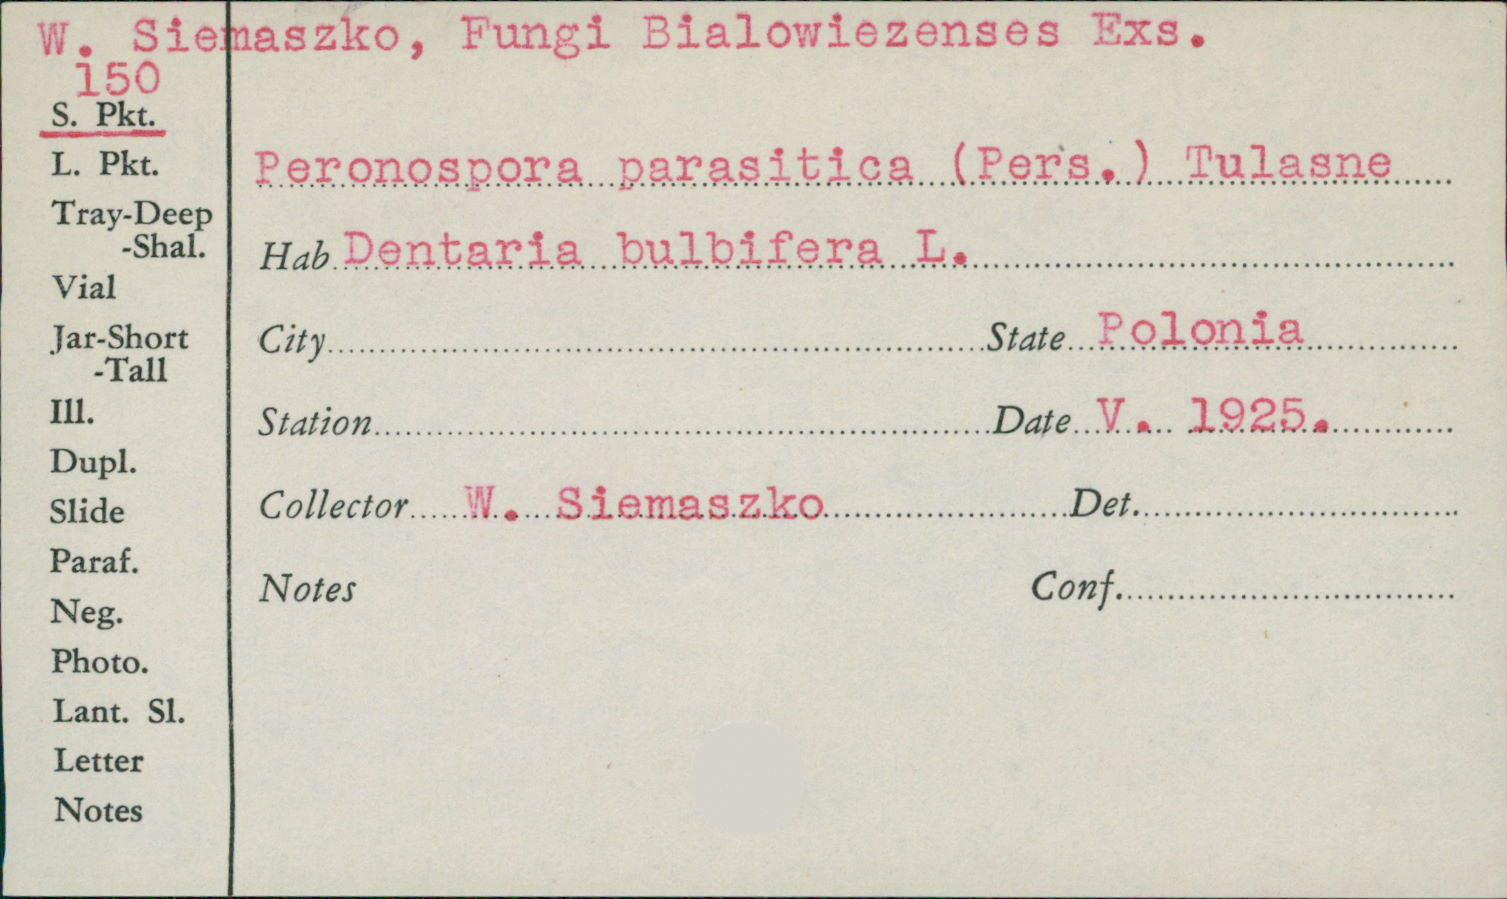 W. Siemaszko, Fungi Bialowiezenses Exs.
150
S. Pkt.
L. Pkt.
Tray-Deep
-Shal.
Vial
Jar-Short
-Tall
Ill.
Dupl.
Slide
Paraf.
Neg.
Photo.
Lant. Sl.
Letter
Notes
Peronospora parasitica (Pers.) Tulasne
Hab Dentaria bulbifera L.
City State Polonia
Station Date V. 1925.
Collector W. Siemaszko Det.
Notes Conf.